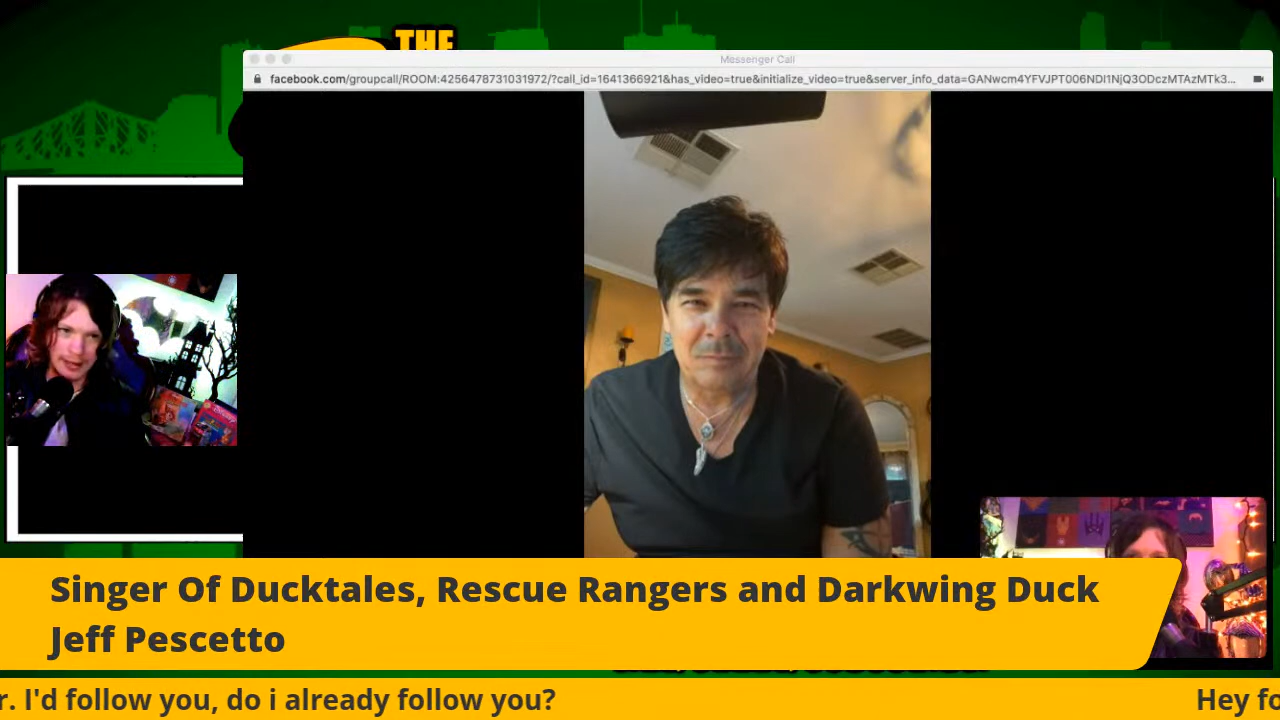 THE
Messenger Call
facebook.com/groupcall/ROOM:4256478731031972/?call_id=1641366921&has_video=true&initialize_video=true&server_info_data=GANwcm4YFVJPT006NDI1NjQ3ODczMTAzMTk3...
Singer Of Ducktales, Rescue Rangers and Darkwing Duck
Jeff Pescetto
r. I'd follow you, do i already follow you? Hey fo